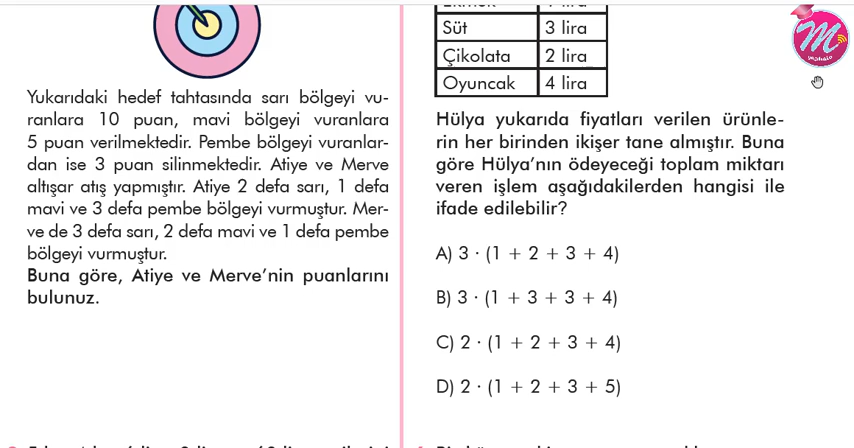 Yukarıdaki hedef tahtasında sarı bölgeyi vu-
ranlara 10 puan, mavi bölgeyi vuranlara
5 puan verilmektedir. Pembe bölgeyi vuranlar-
dan ise 3 puan silinmektedir. Atiye ve Merve
altışar atış yapmıştır. Atiye 2 defa sarı, 1 defa
mavi ve 3 defa pembe bölgeyi vurmuştur. Mer-
ve de 3 defa sarı, 2 defa mavi ve 1 defa pembe
bölgeyi vurmuştur.
Buna göre, Atiye ve Merve'nin puanlarını
bulunuz.
Süt 3 lira
Çikolata 2 lira
Oyuncak 4 lira
Hülya yukarıda fiyatları verilen ürünle-
rin her birinden ikişer tane almıştır. Buna
göre Hülya'nın ödeyeceği toplam miktarı
veren işlem aşağıdakilerden hangisi ile
ifade edilebilir?
A) 3 · (1 + 2 + 3 + 4)
B) 3 · (1 + 3 + 3 + 4)
C) 2 · (1 + 2 + 3 + 4)
D) 2 · (1 + 2 + 3 + 5)